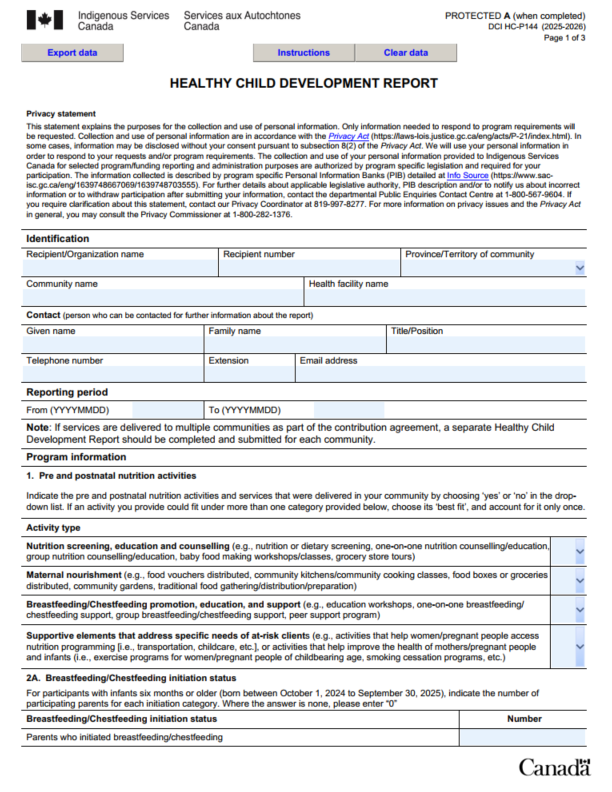 Indigenous Services
Canada
Services aux Autochtones
Canada
PROTECTED A (when completed)
DCI HC-P144 (2025-2026)
Page 1 of 3
Export data
Instructions
Clear data
HEALTHY CHILD DEVELOPMENT REPORT
Privacy statement
This statement explains the purposes for the collection and use of personal information. Only information needed to respond to program requirements will
be requested. Collection and use of personal information are in accordance with the Privacy Act (https://laws-lois.justice.gc.ca/eng/acts/P-21/index.html). In
some cases, information may be disclosed without your consent pursuant to subsection 8(2) of the Privacy Act. We will use your personal information in
order to respond to your requests and/or program requirements. The collection and use of your personal information provided to Indigenous Services
Canada for selected program/funding reporting and administration purposes are authorized by program specific legislation and required for your
participation. The information collected is described by program specific Personal Information Banks (PIB) detailed at Info Source (https://www.sac-
isc.gc.ca/eng/1639748667069/1639748703555). For further details about applicable legislative authority, PIB description and/or to notify us about incorrect
information or to withdraw participation after submitting your information, contact the departmental Public Enquiries Contact Centre at 1-800-567-9604. If
you require clarification about this statement, contact our Privacy Coordinator at 819-997-8277. For more information on privacy issues and the Privacy Act
in general, you may consult the Privacy Commissioner at 1-800-282-1376.
Identification
Recipient/Organization name
Recipient number
Province/Territory of community
Community name
Health facility name
Contact (person who can be contacted for further information about the report)
Given name
Family name
Title/Position
Telephone number
Extension
Email address
Reporting period
From (YYYYMMDD)
To (YYYYMMDD)
Note: If services are delivered to multiple communities as part of the contribution agreement, a separate Healthy Child
Development Report should be completed and submitted for each community.
Program information
1. Pre and postnatal nutrition activities
Indicate the pre and postnatal nutrition activities and services that were delivered in your community by choosing 'yes' or 'no' in the drop-
down list. If an activity you provide could fit under more than one category provided below, choose its 'best fit', and account for it only once.
Activity type
Nutrition screening, education and counselling (e.g., nutrition or dietary screening, one-on-one nutrition counselling/education,
group nutrition counselling/education, baby food making workshops/classes, grocery store tours)
Maternal nourishment (e.g., food vouchers distributed, community kitchens/community cooking classes, food boxes or groceries
distributed, community gardens, traditional food gathering/distribution/preparation)
Breastfeeding/Chestfeeding promotion, education, and support (e.g., education workshops, one-on-one breastfeeding/
chestfeeding support, group breastfeeding/chestfeeding support, peer support program)
Supportive elements that address specific needs of at-risk clients (e.g., activities that help women/pregnant people access
nutrition programming [i.e., transportation, childcare, etc.], or activities that help improve the health of mothers/pregnant people
and infants (i.e., exercise programs for women/pregnant people of childbearing age, smoking cessation programs, etc.)
2A. Breastfeeding/Chestfeeding initiation status
For participants with infants six months or older (born between October 1, 2024 to September 30, 2025), indicate the number of
participating parents for each initiation category. Where the answer is none, please enter "0"
Breastfeeding/Chestfeeding initiation status
Number
Parents who initiated breastfeeding/chestfeeding
Canada